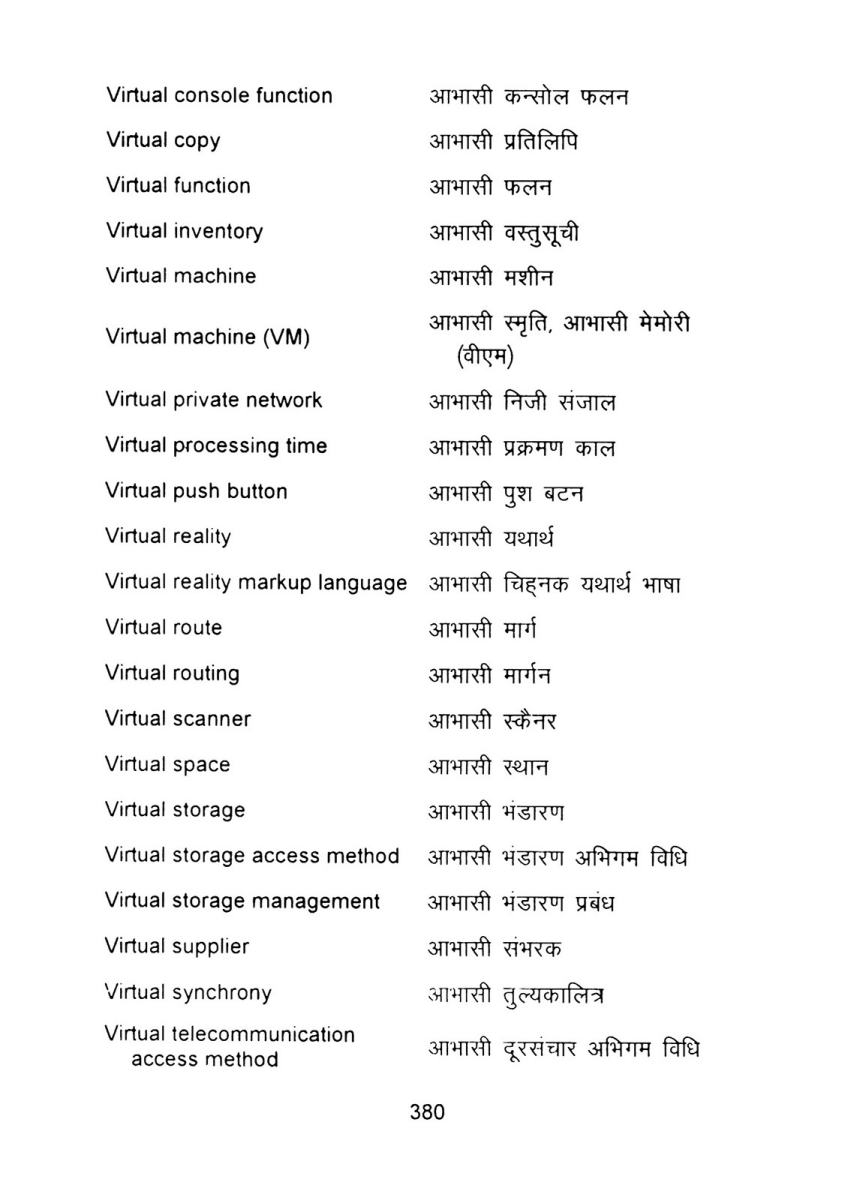 Virtual console function आभासी कन्सोल फलन
Virtual copy आभासी प्रतिलिपि
Virtual function आभासी फलन
Virtual inventory आभासी वस्तुसूची
Virtual machine आभासी मशीन
Virtual machine (VM) आभासी स्मृति, आभासी मेमोरी
(वीएम)
Virtual private network आभासी निजी संजाल
Virtual processing time आभासी प्रक्रमण काल
Virtual push button आभासी पुश बटन
Virtual reality आभासी यथार्थ
Virtual reality markup language आभासी चिह्नक यथार्थ भाषा
Virtual route आभासी मार्ग
Virtual routing आभासी मार्गन
Virtual scanner आभासी स्कैनर
Virtual space आभासी स्थान
Virtual storage आभासी भंडारण
Virtual storage access method आभासी भंडारण अभिगम विधि
Virtual storage management आभासी भंडारण प्रबंध
Virtual supplier आभासी संभरक
Virtual synchrony आभासी तुल्यकालित्र
Virtual telecommunication
access method आभासी दूरसंचार अभिगम विधि
380